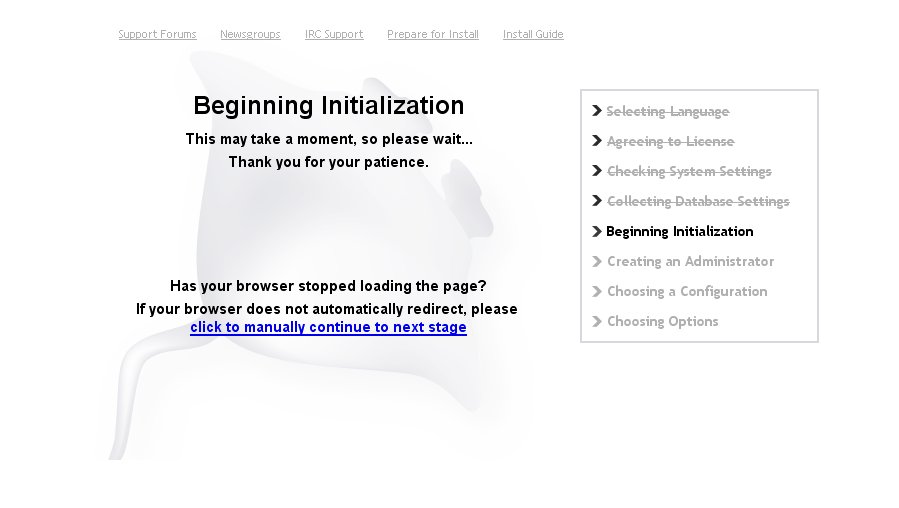 Support Forums Newsgroups IRC Support Prepare for Install Install Guide
Beginning Initialization
This may take a moment, so please wait...
Thank you for your patience.
Has your browser stopped loading the page?
If your browser does not automatically redirect, please
click to manually continue to next stage
Selecting Language
Agreeing to License
Checking System Settings
Collecting Database Settings
Beginning Initialization
Creating an Administrator
Choosing a Configuration
Choosing Options